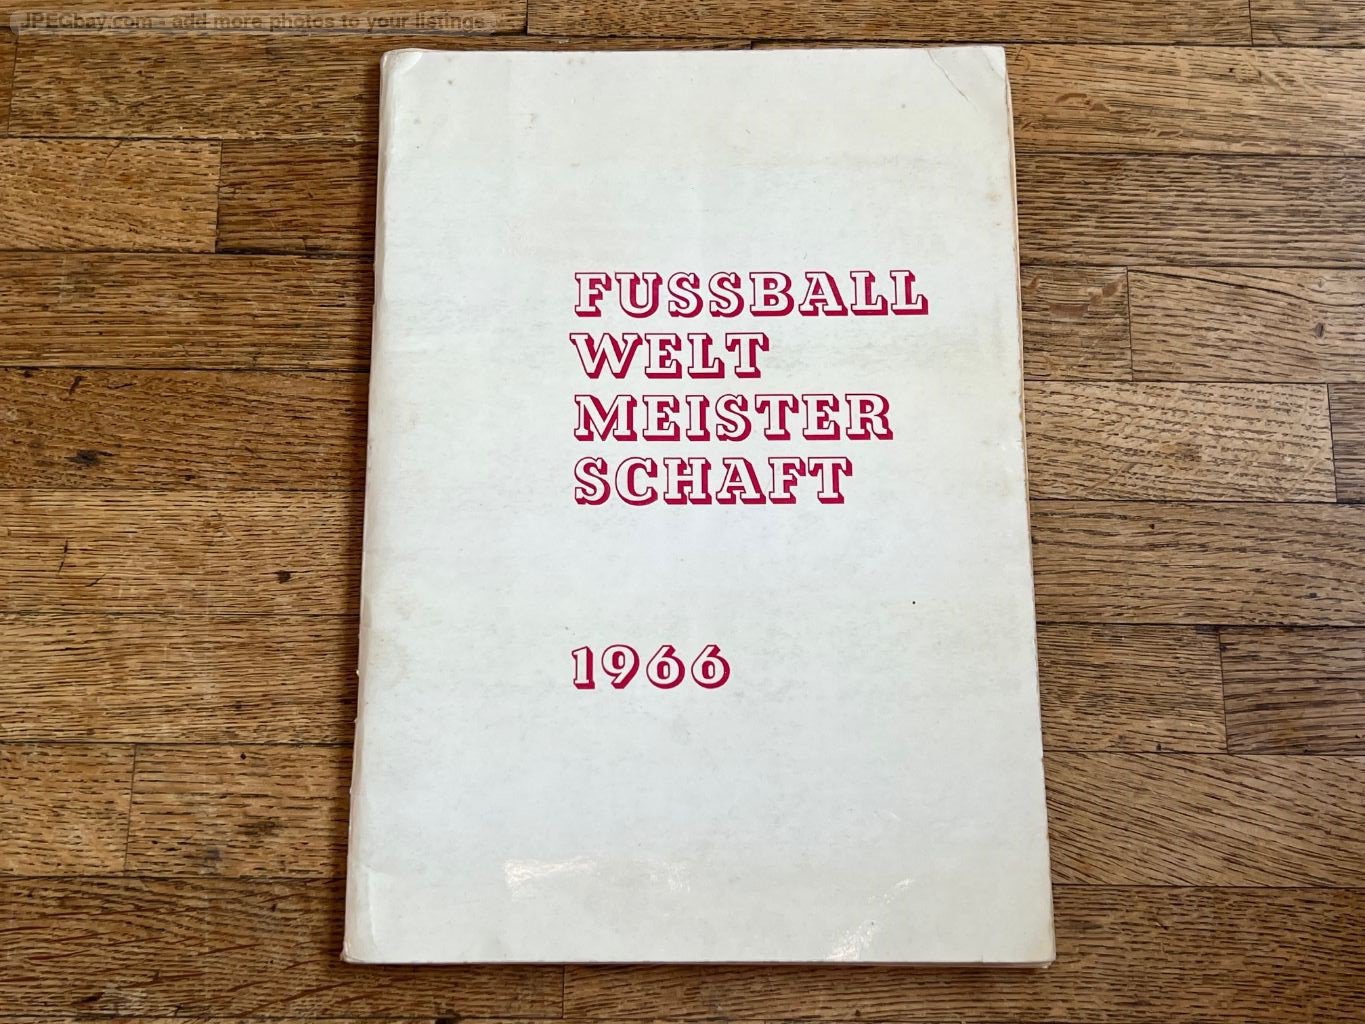 JPEGbay.com - add more photos to your listings
FUSSBALL
WELT
MEISTER
SCHAFT
1966